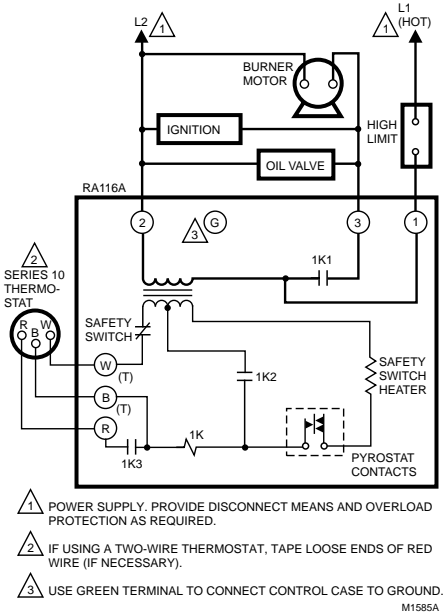 L2
1
1
L1
(HOT)
BURNER
MOTOR
IGNITION
HIGH
LIMIT
OIL VALVE
RA116A
2
3
G
3
1
1K1
2
SERIES 10
THERMO-
STAT
R
B
W
SAFETY
SWITCH
W
(T)
B
(T)
R
1K3
1K
1K2
SAFETY
SWITCH
HEATER
PYROSTAT
CONTACTS
1 POWER SUPPLY. PROVIDE DISCONNECT MEANS AND OVERLOAD
PROTECTION AS REQUIRED.
2 IF USING A TWO-WIRE THERMOSTAT, TAPE LOOSE ENDS OF RED
WIRE (IF NECESSARY).
3 USE GREEN TERMINAL TO CONNECT CONTROL CASE TO GROUND.
M1585A